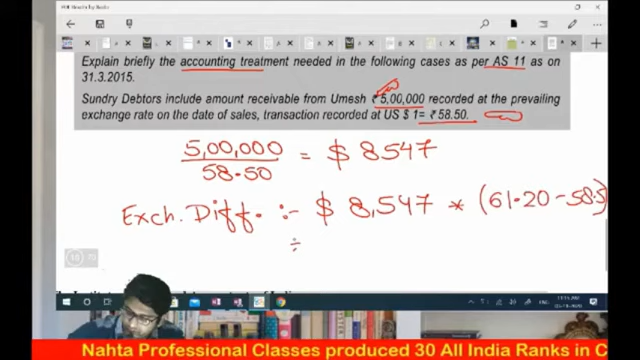 Explain briefly the accounting treatment needed in the following cases as per AS 11 as on
31.3.2015.
Sundry Debtors include amount receivable from Umesh ₹ 5,00,000 recorded at the prevailing
exchange rate on the date of sales, transaction recorded at US $ 1= ₹ 58.50.
5,00,000 / 58.50 = $ 8547
Exch. Diff. :- $ 8,547 * (61.20 - 58.5)
÷
Nahta Professional Classes produced 30 All India Ranks in C